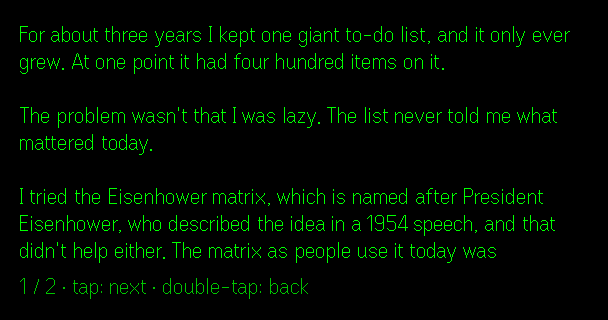 For about three years I kept one giant to-do list, and it only ever
grew. At one point it had four hundred items on it.
The problem wasn't that I was lazy. The list never told me what
mattered today.
I tried the Eisenhower matrix, which is named after President
Eisenhower, who described the idea in a 1954 speech, and that
didn't help either. The matrix as people use it today was
1 / 2 · tap: next · double-tap: back